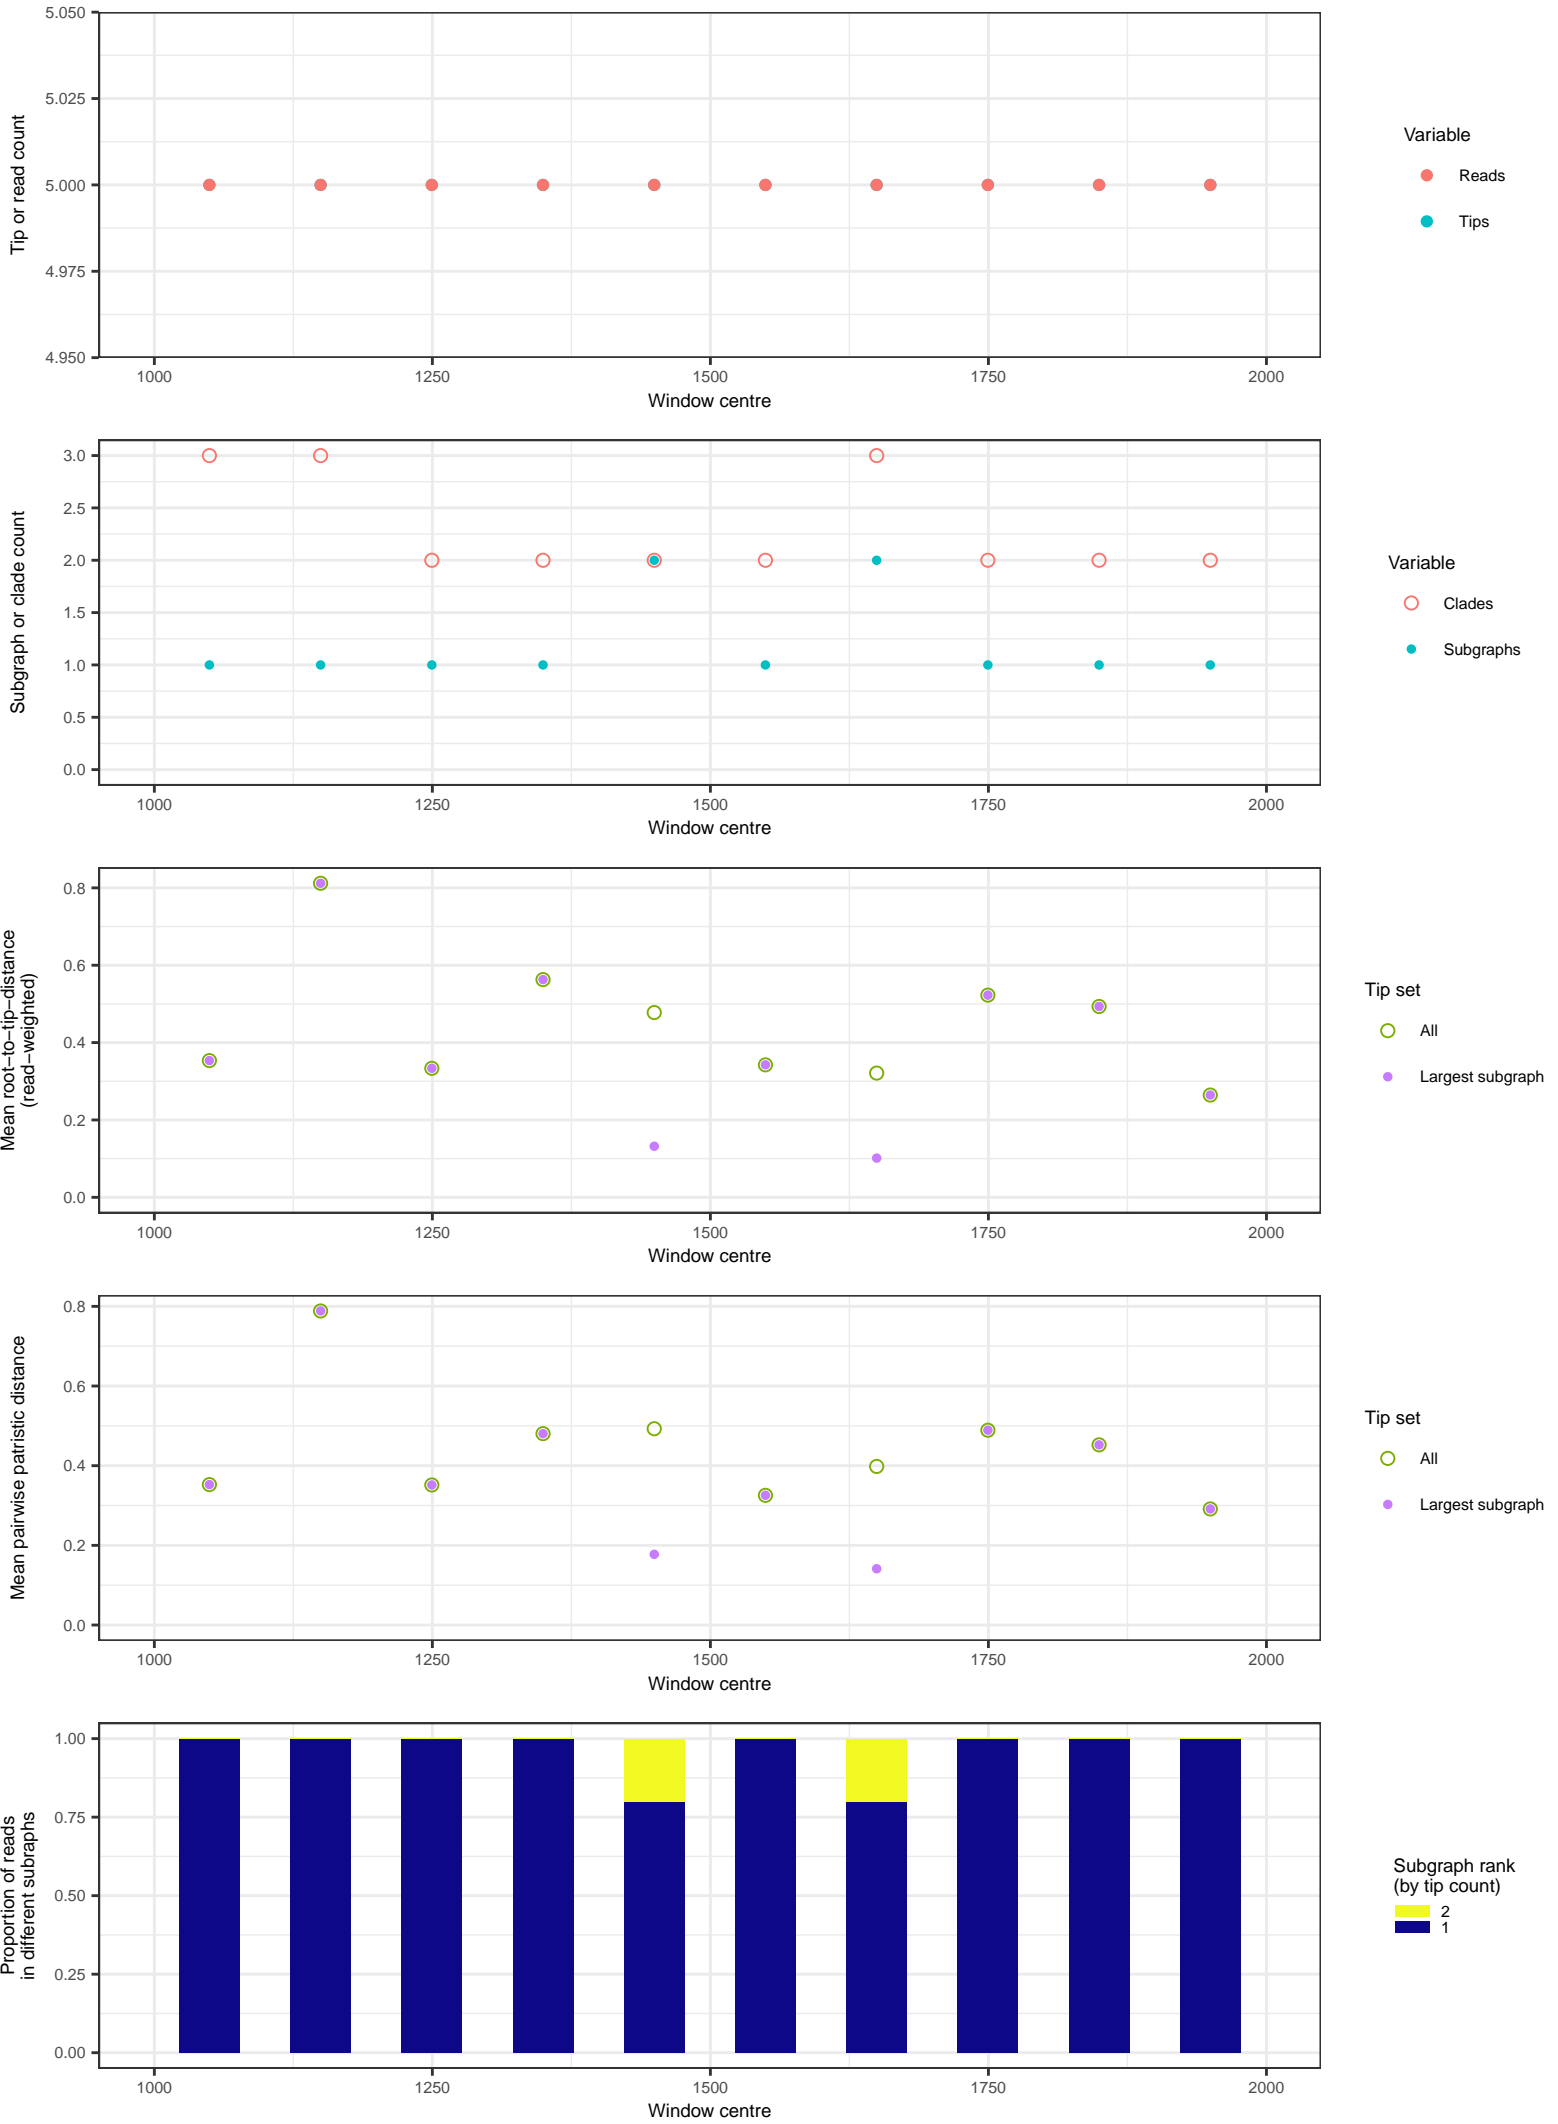 5.050
5.025
5.000
4.975
4.950
Tip or read count
1000 1250 1500 1750 2000
Window centre
Variable
Reads
Tips
3.0
2.5
2.0
1.5
1.0
0.5
0.0
Subgraph or clade count
1000 1250 1500 1750 2000
Window centre
Variable
Clades
Subgraphs
0.8
0.6
0.4
0.2
0.0
Mean root−to−tip−distance
(read−weighted)
1000 1250 1500 1750 2000
Window centre
Tip set
All
Largest subgraph
0.8
0.6
0.4
0.2
0.0
Mean pairwise patristic distance
1000 1250 1500 1750 2000
Window centre
Tip set
All
Largest subgraph
1.00
0.75
0.50
0.25
0.00
Proportion of reads
in different subraphs
1000 1250 1500 1750 2000
Window centre
Subgraph rank
(by tip count)
2
1